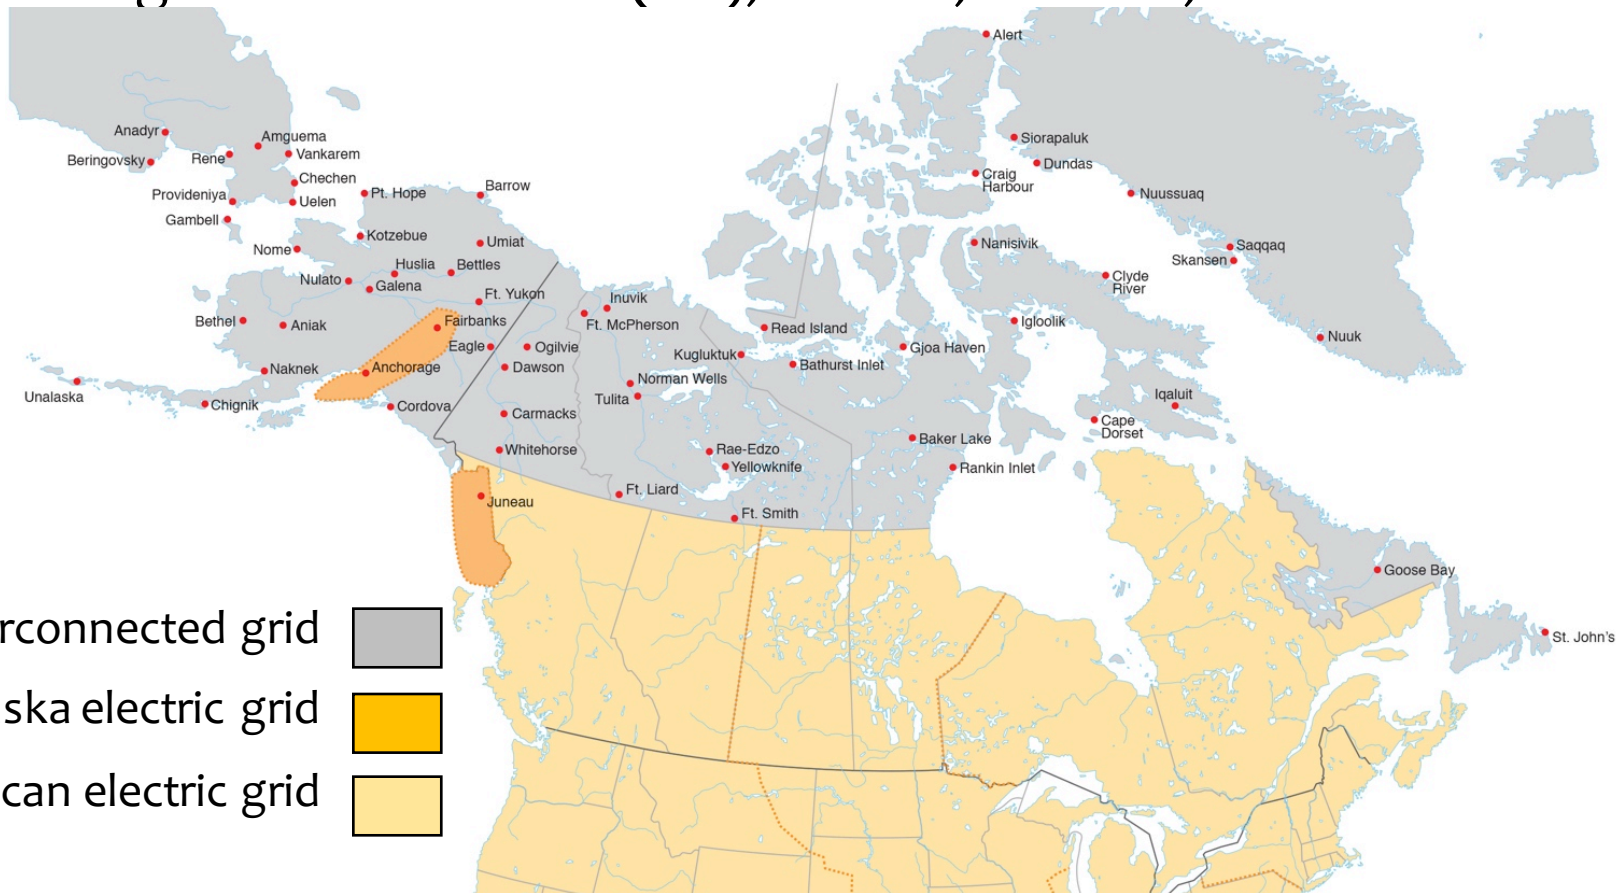 Alert
Anadyr
Amguema
Beringovsky
Rene
Vankarem
Siorapaluk
Dundas
Craig
Harbour
Chechen
Provideniya
Uelen
Pt. Hope
Barrow
Nuussuaq
Gambell
Kotzebue
Umiat
Nanisivik
Saqqaq
Nome
Skansen
Huslia
Bettles
Nulato
Galena
Clyde
River
Ft. Yukon
Inuvik
Bethel
Aniak
Fairbanks
Ft. McPherson
Read Island
Igloolik
Nuuk
Eagle
Ogilvie
Kugluktuk
Gjoa Haven
Naknek
Anchorage
Dawson
Bathurst Inlet
Norman Wells
Unalaska
Tulita
Iqaluit
Chignik
Cordova
Carmacks
Cape
Dorset
Baker Lake
Whitehorse
Rae-Edzo
Yellowknife
Rankin Inlet
Ft. Liard
Juneau
Ft. Smith
Goose Bay
rconnected grid
St. John's
ska electric grid
can electric grid